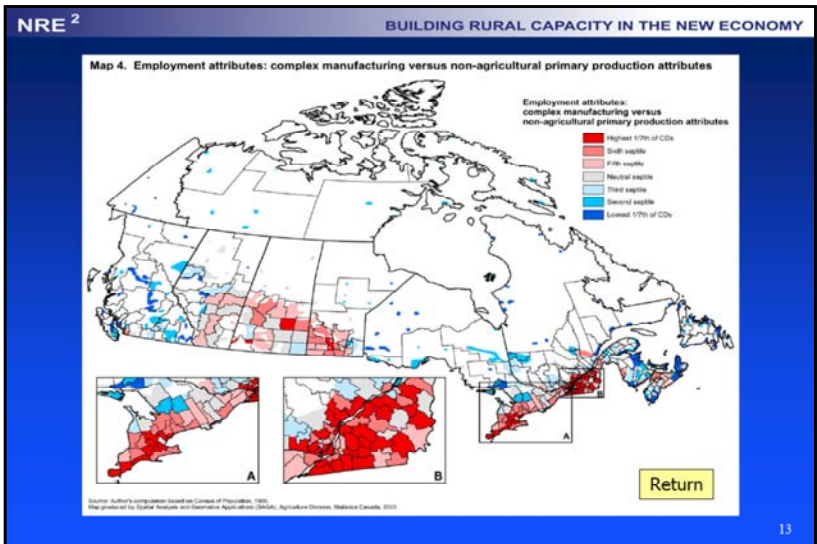 NRE 2
BUILDING RURAL CAPACITY IN THE NEW ECONOMY
Map 4. Employment attributes: complex manufacturing versus non-agricultural primary production attributes
Employment attributes:
complex manufacturing versus
non-agricultural primary production attributes
Highest 1/7th of CDs
Sixth septile
Fifth septile
Neutral septile
Third septile
Second septile
Lowest 1/7th of CDs
A
B
A
B
Return
Source: Author's computation based on Census of Population, 1996.
Map produced by Spatial Analysis and Geomatics Applications (SAGA), Agriculture Division, Statistics Canada, 2003
13